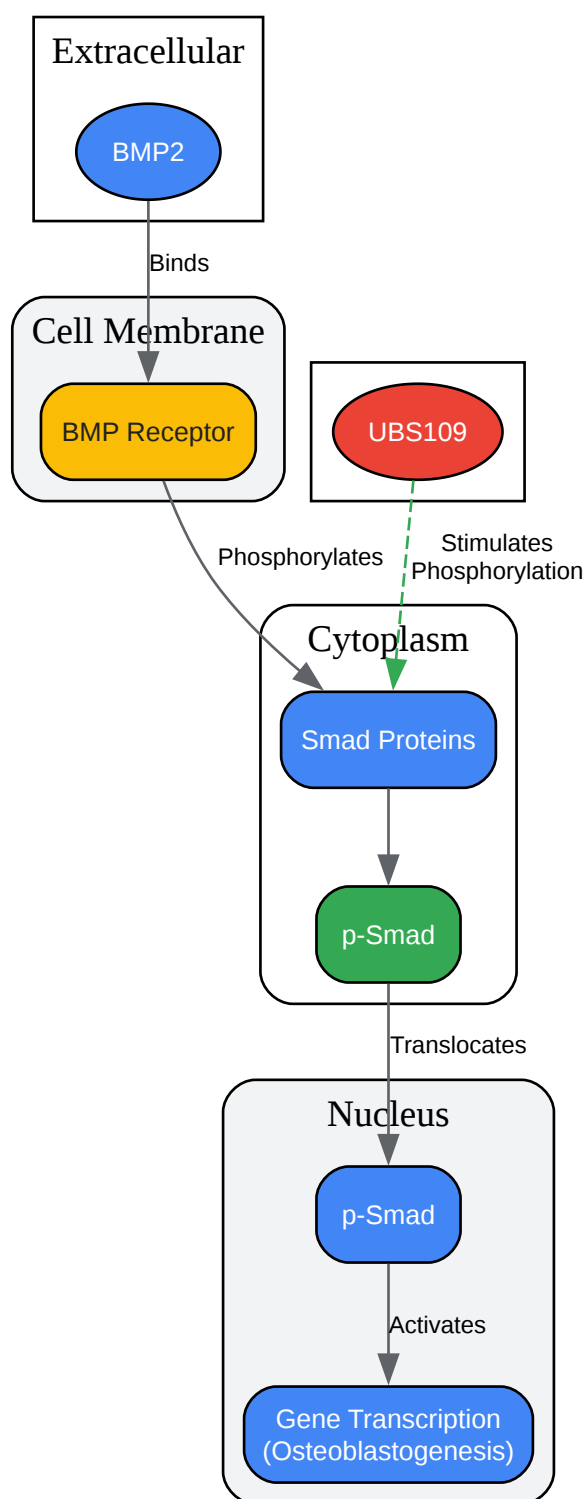 Extracellular
BMP2
Binds
Cell Membrane
BMP Receptor
UBS109
Phosphorylates
Stimulates
Phosphorylation
Cytoplasm
Smad Proteins
p-Smad
Translocates
Nucleus
p-Smad
Activates
Gene Transcription
(Osteoblastogenesis)